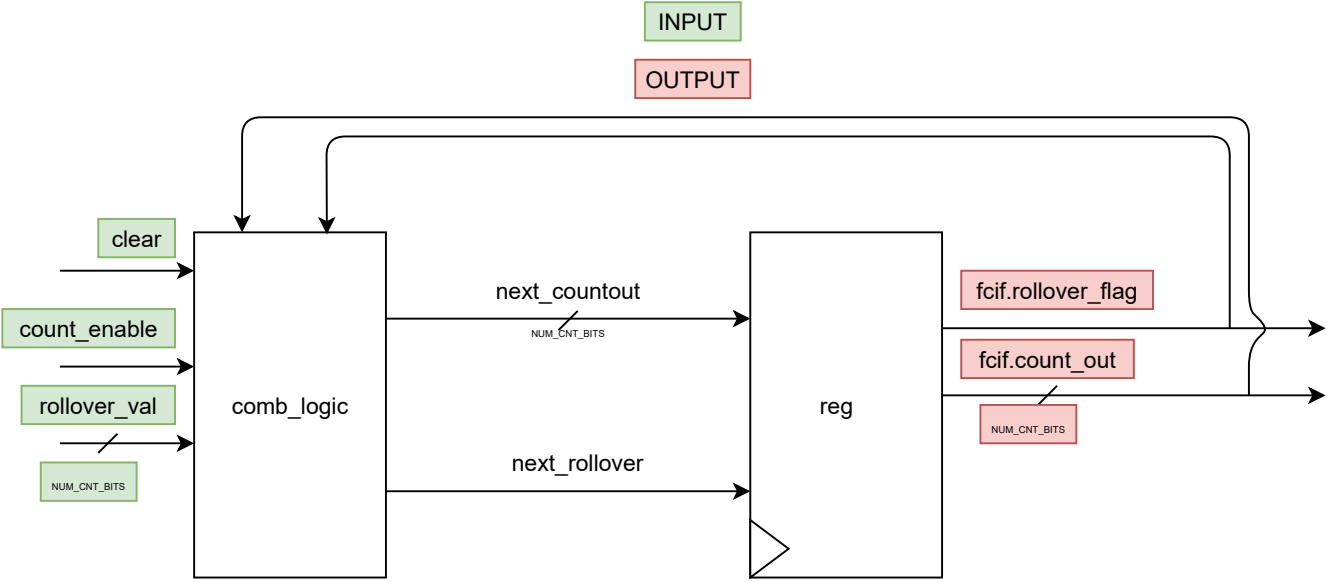 INPUT
OUTPUT
clear
count_enable
rollover_val
NUM_CNT_BITS
comb_logic
next_countout
NUM_CNT_BITS
next_rollover
reg
fcif.rollover_flag
fcif.count_out
NUM_CNT_BITS